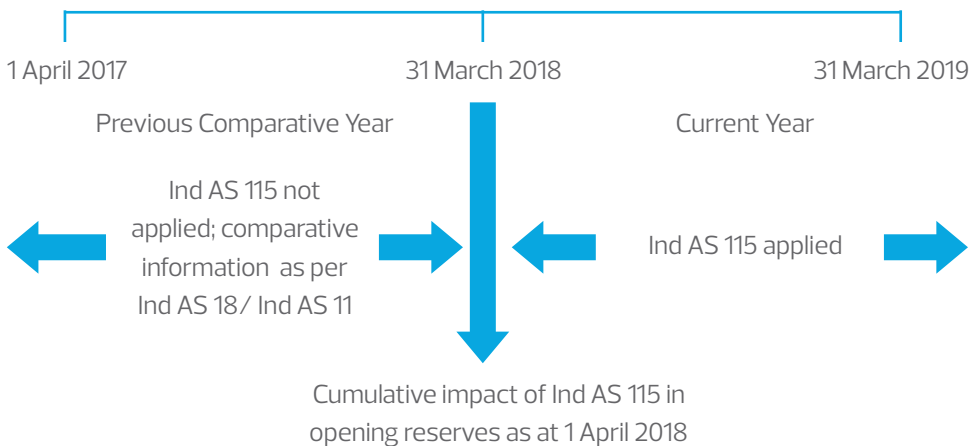 1 April 2017
31 March 2018
31 March 2019
Previous Comparative Year
Current Year
Ind AS 115 not
applied; comparative
information as per
Ind AS 18/ Ind AS 11
Ind AS 115 applied
Cumulative impact of Ind AS 115 in
opening reserves as at 1 April 2018